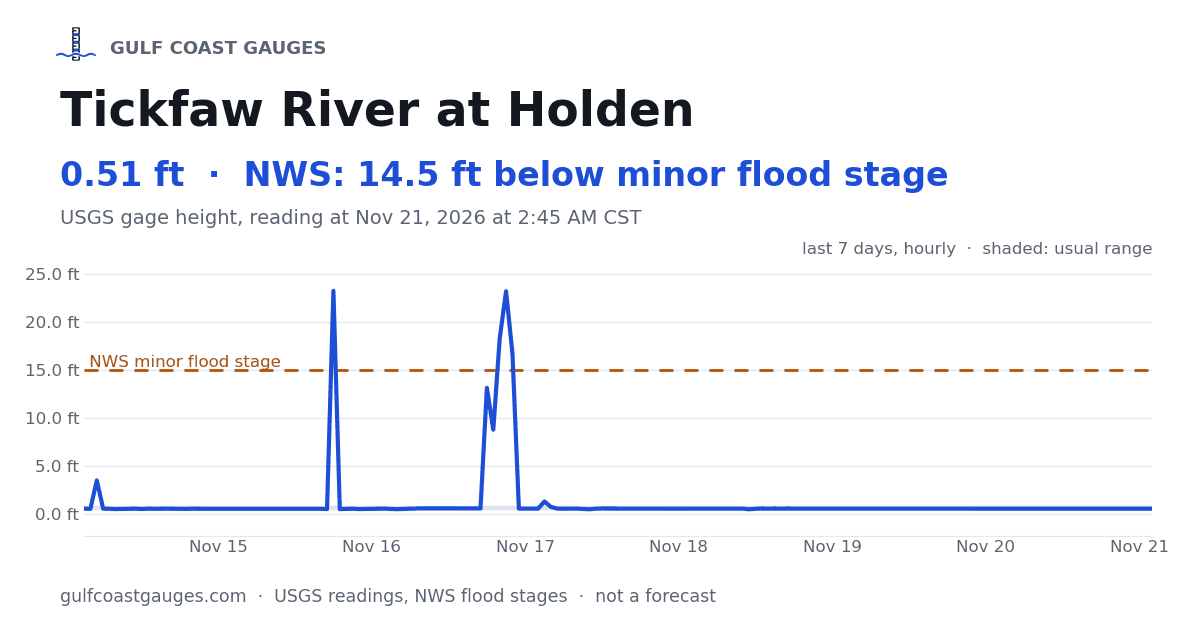 GULF COAST GAUGES
Tickfaw River at Holden
0.51 ft · NWS: 14.5 ft below minor flood stage
USGS gage height, reading at Nov 21, 2026 at 2:45 AM CST
last 7 days, hourly · shaded: usual range
25.0 ft
20.0 ft
NWS minor flood stage
15.0 ft
10.0 ft
5.0 ft
0.0 ft
Nov 15 Nov 16 Nov 17 Nov 18 Nov 19 Nov 20 Nov 21
gulfcoastgauges.com · USGS readings, NWS flood stages · not a forecast